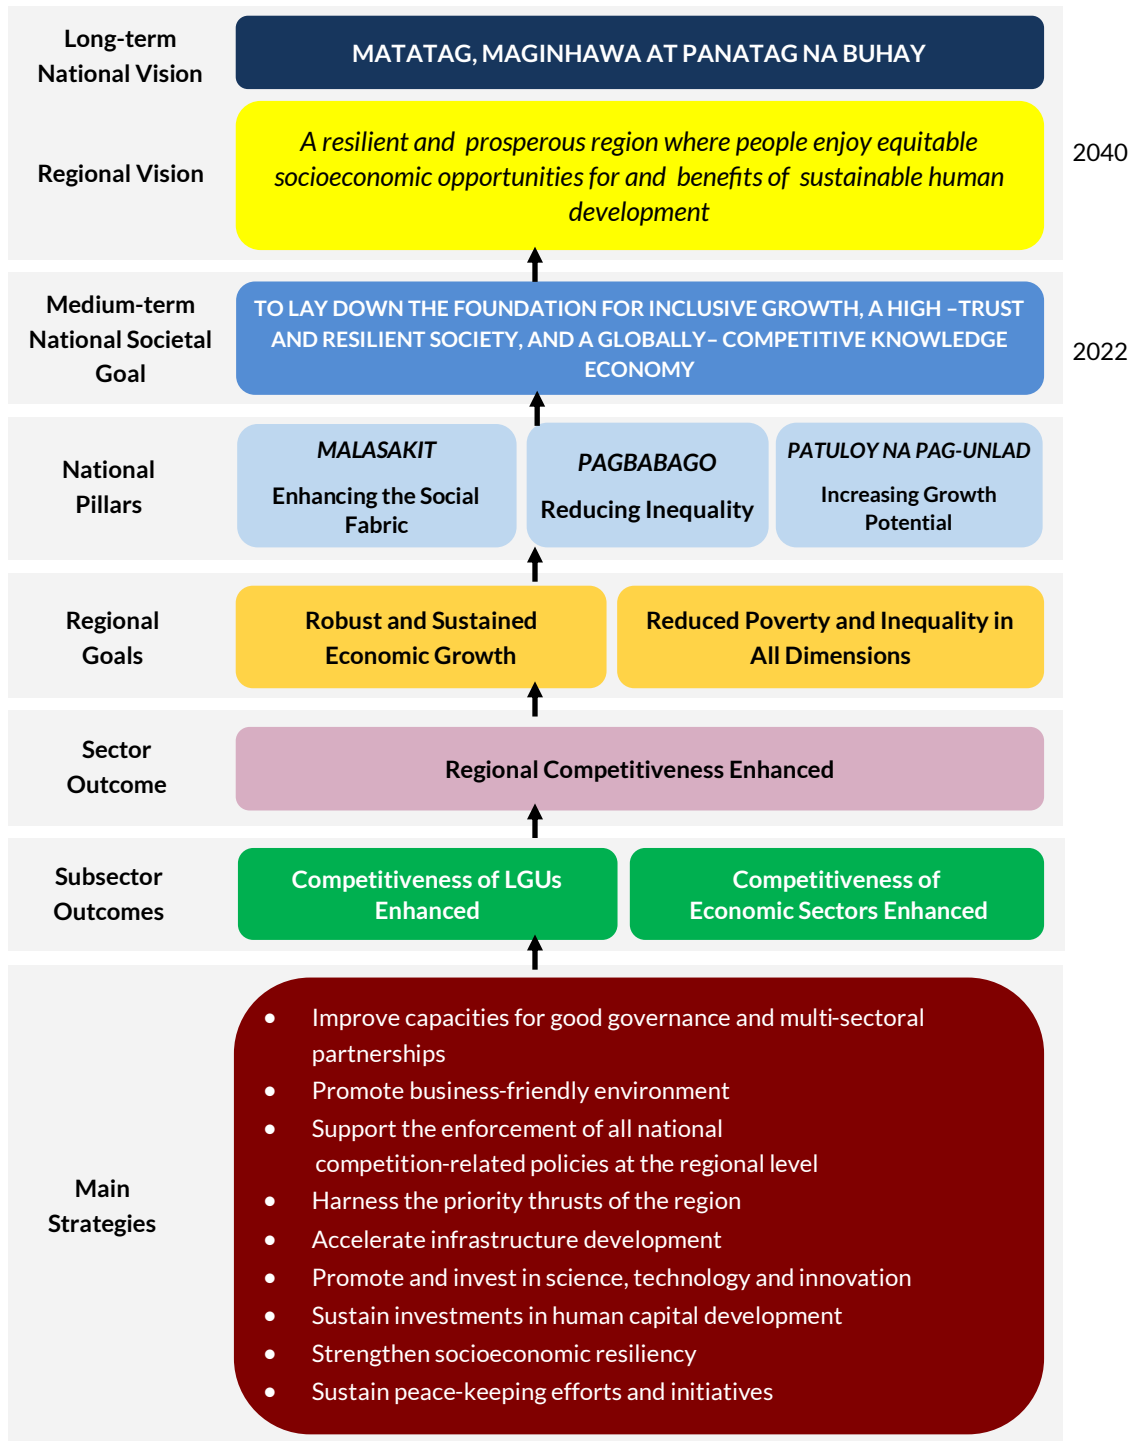 Long-term
National Vision
MATATAG, MAGINHAWA AT PANATAG NA BUHAY
Regional Vision
A resilient and prosperous region where people enjoy equitable
socioeconomic opportunities for and benefits of sustainable human
development
2040
Medium-term
National Societal
Goal
TO LAY DOWN THE FOUNDATION FOR INCLUSIVE GROWTH, A HIGH –TRUST
AND RESILIENT SOCIETY, AND A GLOBALLY– COMPETITIVE KNOWLEDGE
ECONOMY
2022
National
Pillars
MALASAKIT
Enhancing the Social
Fabric
PAGBABAGO
Reducing Inequality
PATULOY NA PAG-UNLAD
Increasing Growth
Potential
Regional
Goals
Robust and Sustained
Economic Growth
Reduced Poverty and Inequality in
All Dimensions
Sector
Outcome
Regional Competitiveness Enhanced
Subsector
Outcomes
Competitiveness of LGUs
Enhanced
Competitiveness of
Economic Sectors Enhanced
Main
Strategies
• Improve capacities for good governance and multi-sectoral
partnerships
• Promote business-friendly environment
• Support the enforcement of all national
competition-related policies at the regional level
• Harness the priority thrusts of the region
• Accelerate infrastructure development
• Promote and invest in science, technology and innovation
• Sustain investments in human capital development
• Strengthen socioeconomic resiliency
• Sustain peace-keeping efforts and initiatives